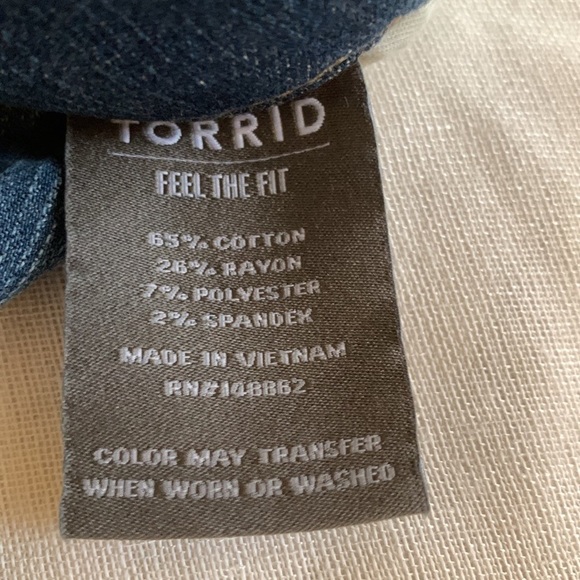 TORRID
FEEL THE FIT
65% COTTON
26% RAYON
7% POLYESTER
2% SPANDEX
MADE IN VIETNAM
RN#148862
COLOR MAY TRANSFER
WHEN WORN OR WASHED